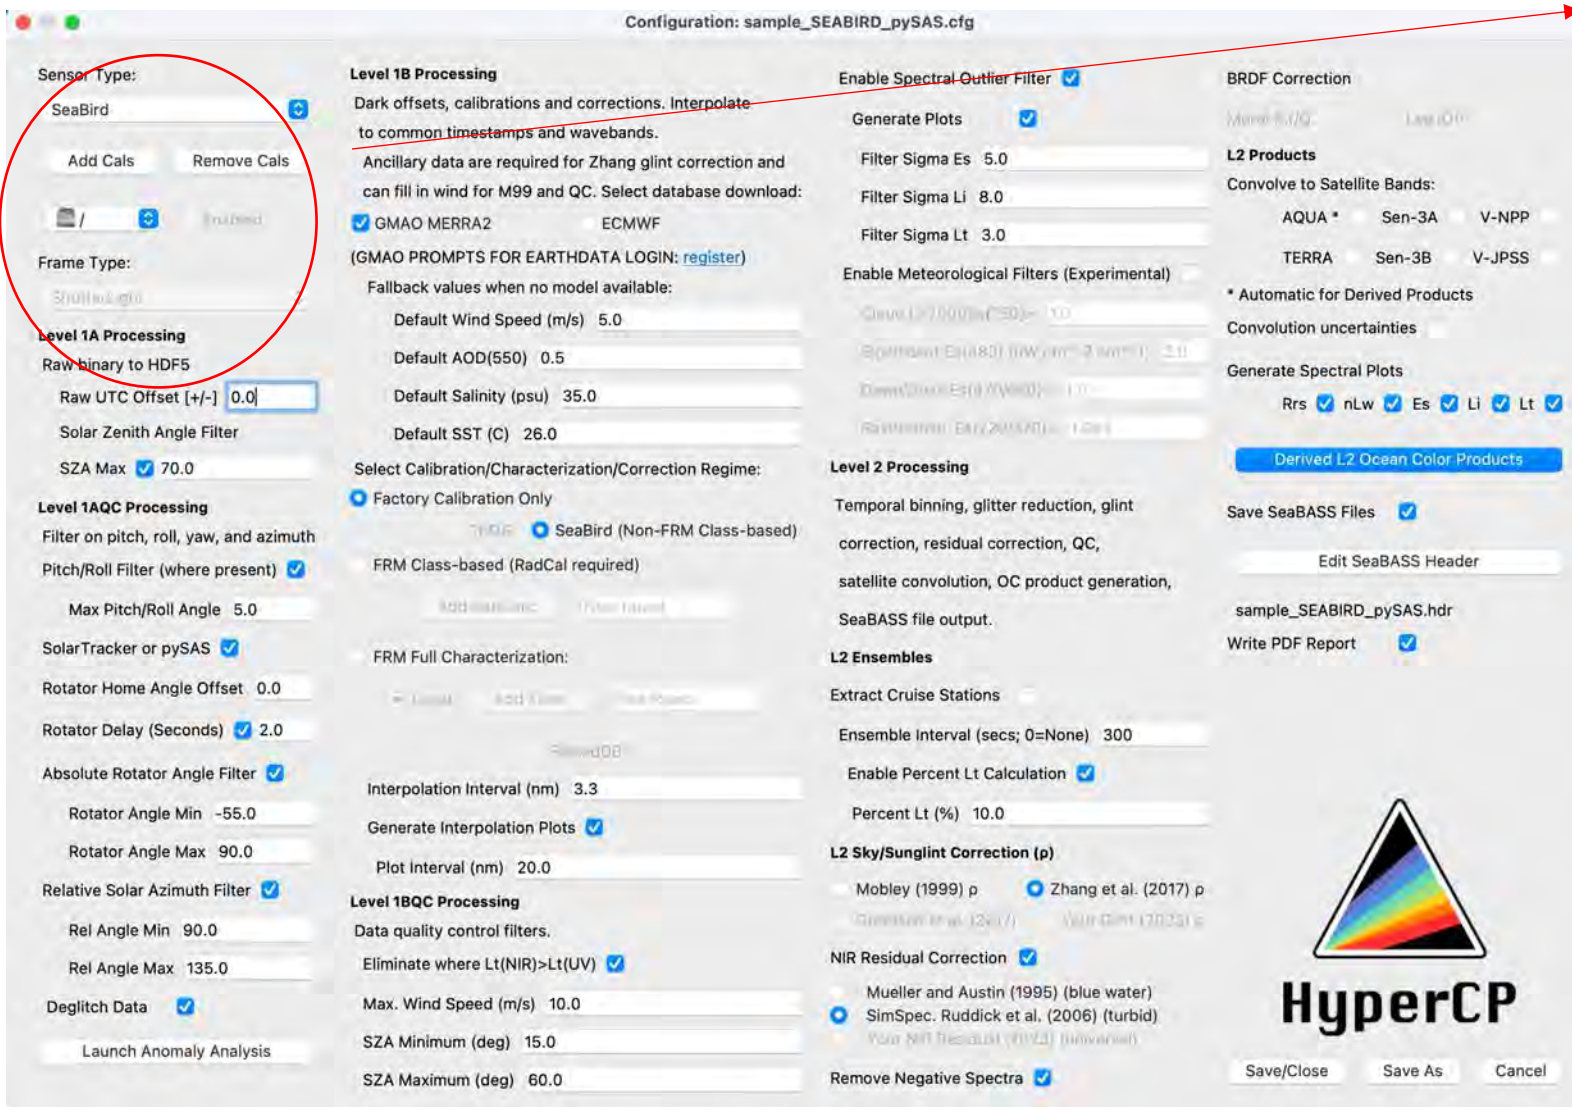 Configuration: sample_SEABIRD_pySAS.cfg
Sensor Type:
SeaBird
Add Cals Remove Cals
/ Enabled
Frame Type:
ShutterLight
Level 1A Processing
Raw binary to HDF5
Raw UTC Offset [+/-] 0.0
Solar Zenith Angle Filter
SZA Max 70.0
Level 1AQC Processing
Filter on pitch, roll, yaw, and azimuth
Pitch/Roll Filter (where present)
Max Pitch/Roll Angle 5.0
SolarTracker or pySAS
Rotator Home Angle Offset 0.0
Rotator Delay (Seconds) 2.0
Absolute Rotator Angle Filter
Rotator Angle Min -55.0
Rotator Angle Max 90.0
Relative Solar Azimuth Filter
Rel Angle Min 90.0
Rel Angle Max 135.0
Deglitch Data
Launch Anomaly Analysis
Level 1B Processing
Dark offsets, calibrations and corrections. Interpolate
to common timestamps and wavebands.
Ancillary data are required for Zhang glint correction and
can fill in wind for M99 and QC. Select database download:
GMAO MERRA2 ECMWF
(GMAO PROMPTS FOR EARTHDATA LOGIN: register)
Fallback values when no model available:
Default Wind Speed (m/s) 5.0
Default AOD(550) 0.5
Default Salinity (psu) 35.0
Default SST (C) 26.0
Select Calibration/Characterization/Correction Regime:
Factory Calibration Only
SeaBird (Non-FRM Class-based)
FRM Class-based (RadCal required)
FRM Full Characterization:
Interpolation Interval (nm) 3.3
Generate Interpolation Plots
Plot Interval (nm) 20.0
Level 1BQC Processing
Data quality control filters.
Eliminate where Lt(NIR)>Lt(UV)
Max. Wind Speed (m/s) 10.0
SZA Minimum (deg) 15.0
SZA Maximum (deg) 60.0
Enable Spectral Outlier Filter
Generate Plots
Filter Sigma Es 5.0
Filter Sigma Li 8.0
Filter Sigma Lt 3.0
Enable Meteorological Filters (Experimental)
Level 2 Processing
Temporal binning, glitter reduction, glint
correction, residual correction, QC,
satellite convolution, OC product generation,
SeaBASS file output.
L2 Ensembles
Extract Cruise Stations
Ensemble Interval (secs; 0=None) 300
Enable Percent Lt Calculation
Percent Lt (%) 10.0
L2 Sky/Sunglint Correction (ρ)
Mobley (1999) ρ Zhang et al. (2017) ρ
NIR Residual Correction
Mueller and Austin (1995) (blue water)
SimSpec. Ruddick et al. (2006) (turbid)
Remove Negative Spectra
BRDF Correction
L2 Products
Convolve to Satellite Bands:
AQUA * Sen-3A V-NPP
TERRA Sen-3B V-JPSS
* Automatic for Derived Products
Convolution uncertainties
Generate Spectral Plots
Rrs nLw Es Li Lt
Derived L2 Ocean Color Products
Save SeaBASS Files
Edit SeaBASS Header
sample_SEABIRD_pySAS.hdr
Write PDF Report
HyperCP
Save/Close Save As Cancel